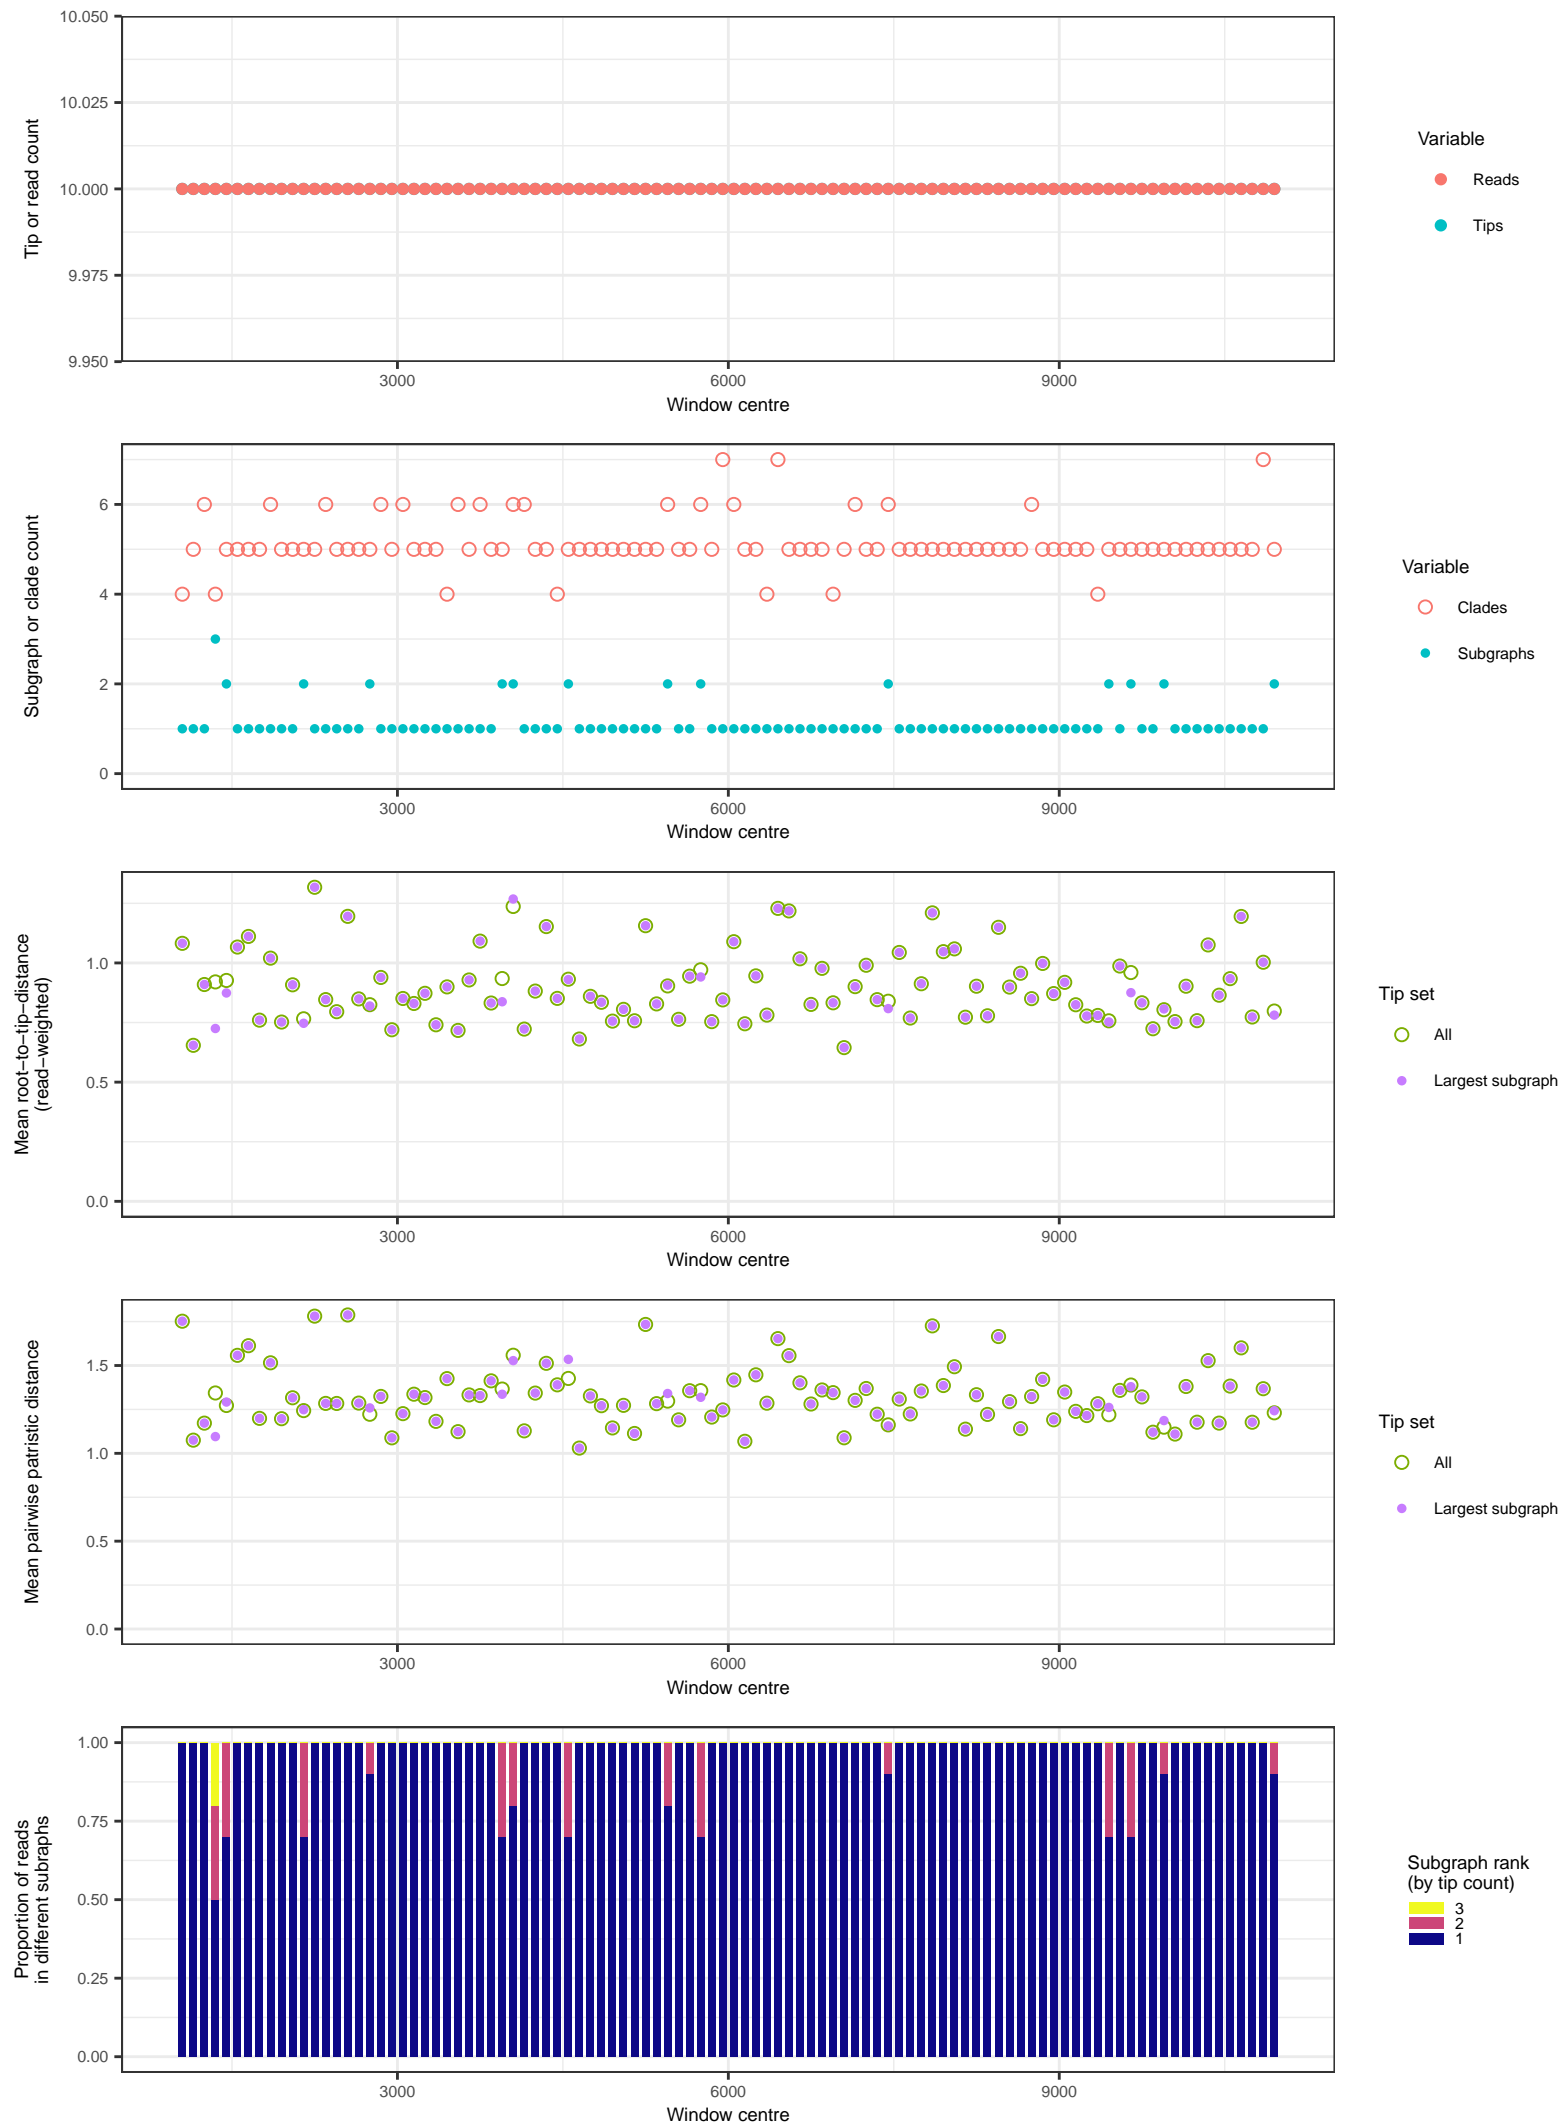 10.050
10.025
10.000
9.975
9.950
Tip or read count
3000 6000 9000
Window centre
Variable
Reads
Tips
6
4
2
0
Subgraph or clade count
3000 6000 9000
Window centre
Variable
Clades
Subgraphs
1.0
0.5
0.0
Mean root−to−tip−distance
(read−weighted)
3000 6000 9000
Window centre
Tip set
All
Largest subgraph
1.5
1.0
0.5
0.0
Mean pairwise patristic distance
3000 6000 9000
Window centre
Tip set
All
Largest subgraph
1.00
0.75
0.50
0.25
0.00
Proportion of reads
in different subraphs
3000 6000 9000
Window centre
Subgraph rank
(by tip count)
3
2
1